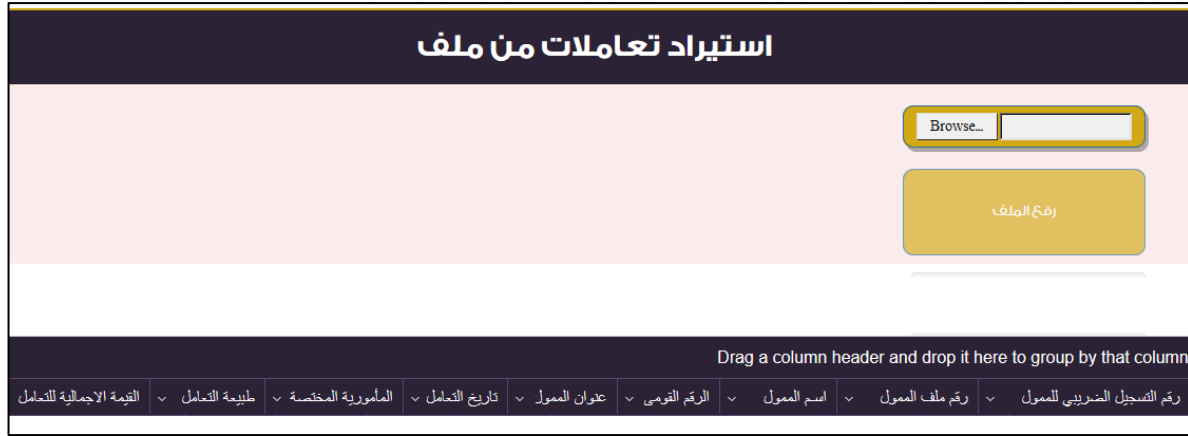 استيراد تعاملات من ملف
Browse...
رفع الملف
Drag a column header and drop it here to group by that column
رقم التسجيل الضريبي للممول رقم ملف الممول اسم الممول الرقم القومى عنوان الممول تاريخ التعامل المأمورية المختصة طبيعة التعامل القيمة الاجمالية للتعامل